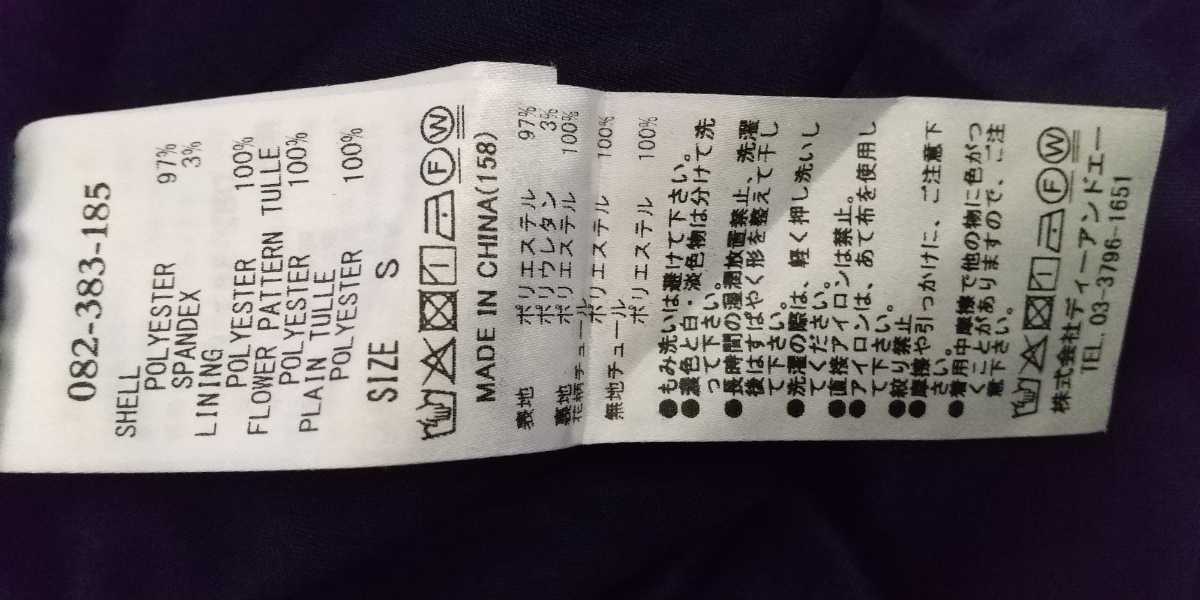 082-383-185
SHELL
POLYESTER 97%
SPANDEX 3%
LINING
POLYESTER 100%
FLOWER PATTERN TULLE
POLYESTER 100%
PLAIN TULLE
POLYESTER 100%
SIZE S
F W
MADE IN CHINA(158)
表地 ポリエステル 97%
ポリウレタン 3%
裏地 ポリエステル 100%
花柄チュール
ポリエステル 100%
無地チュール
ポリエステル 100%
●もみ洗いは避けて下さい。
●濃色と白・淡色物は分けて洗
って下さい。
●長時間の湿潤放置禁止、洗濯
後はすばやく形を整えて干し
て下さい。
●洗濯の際は、軽く押し洗いし
てください。
●直接アイロンは禁止。
●アイロンは、あて布を使用し
て下さい。
●絞り禁止
●摩擦や引っかけに、ご注意下
さい。
●着用中摩擦で他の物に色がつ
くことがありますので、ご注
意下さい。
F W
株式会社ディーアンドエー
TEL.03-3796-1651